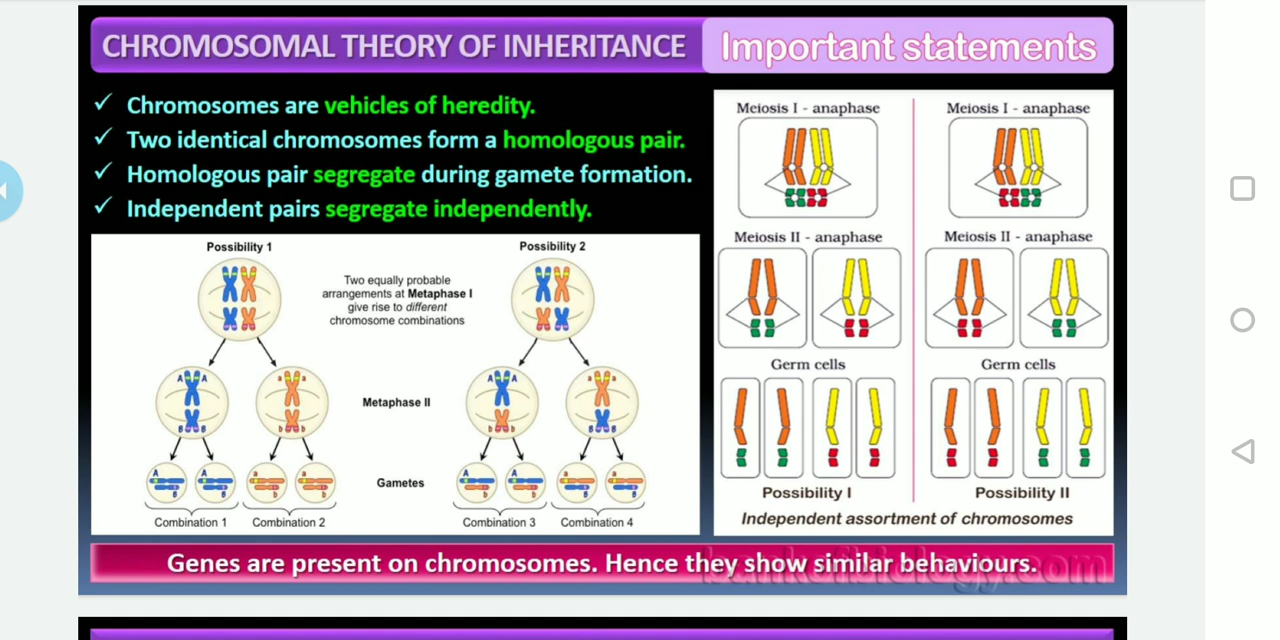 CHROMOSOMAL THEORY OF INHERITANCE
Important statements
✓ Chromosomes are vehicles of heredity.
✓ Two identical chromosomes form a homologous pair.
✓ Homologous pair segregate during gamete formation.
✓ Independent pairs segregate independently.
Possibility 1
Possibility 2
Two equally probable
arrangements at Metaphase I
give rise to different
chromosome combinations
A A
a a
A A
a a
B B
b b
b b
B B
Metaphase II
A
B
A
B
a
b
a
b
Gametes
A
b
A
b
a
B
a
B
Combination 1
Combination 2
Combination 3
Combination 4
Meiosis I - anaphase
Meiosis I - anaphase
Meiosis II - anaphase
Meiosis II - anaphase
Germ cells
Germ cells
Possibility I
Possibility II
Independent assortment of chromosomes
Genes are present on chromosomes. Hence they show similar behaviours.
bankofbiology.com